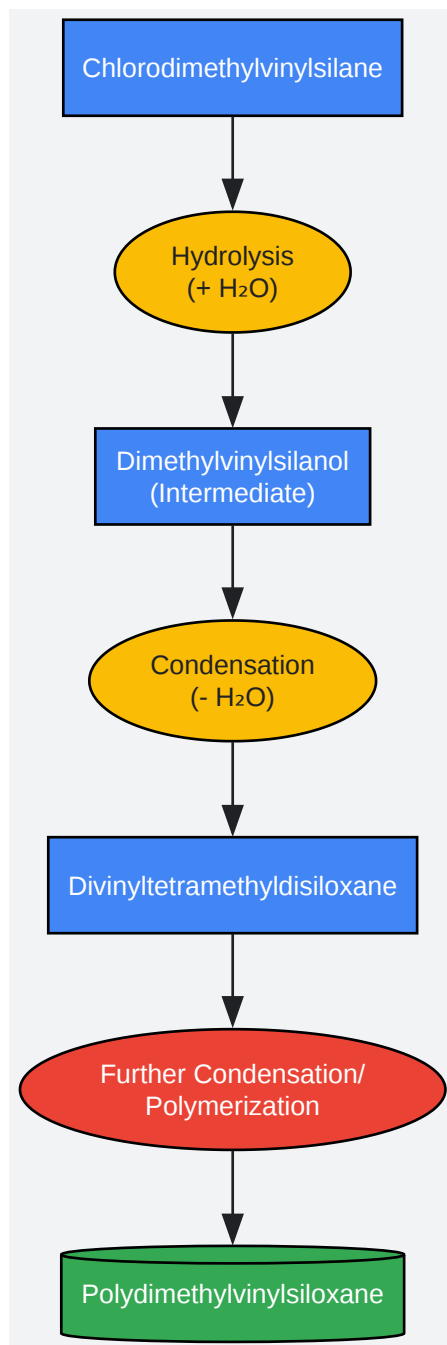 Chlorodimethylvinylsilane
Hydrolysis
(+ H₂O)
Dimethylvinylsilanol
(Intermediate)
Condensation
(- H₂O)
Divinyltetramethyldisiloxane
Further Condensation/
Polymerization
Polydimethylvinylsiloxane